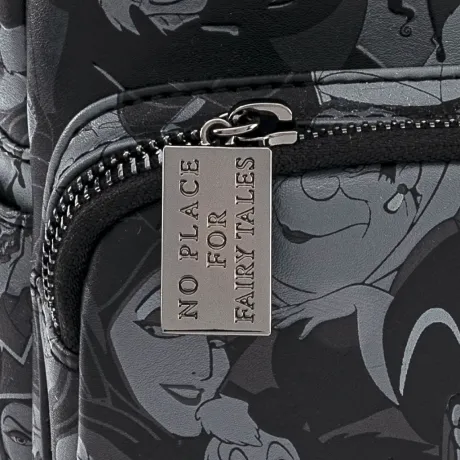 NO PLACE
FOR
FAIRY TALES